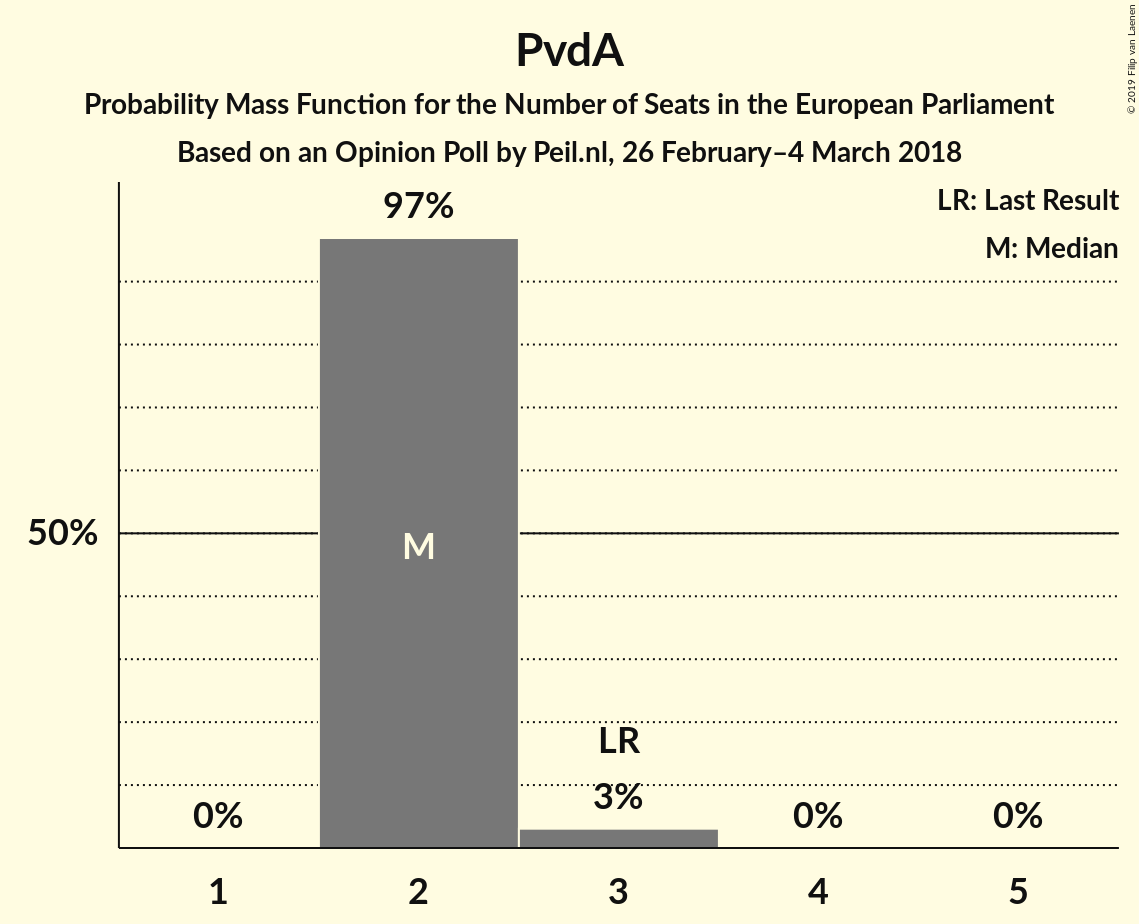 PvdA
Probability Mass Function for the Number of Seats in the European Parliament
Based on an Opinion Poll by Peil.nl, 26 February–4 March 2018
© 2019 Filip van Laenen
LR: Last Result
M: Median
97%
50%
M
LR
0%
3%
0%
0%
1 2 3 4 5